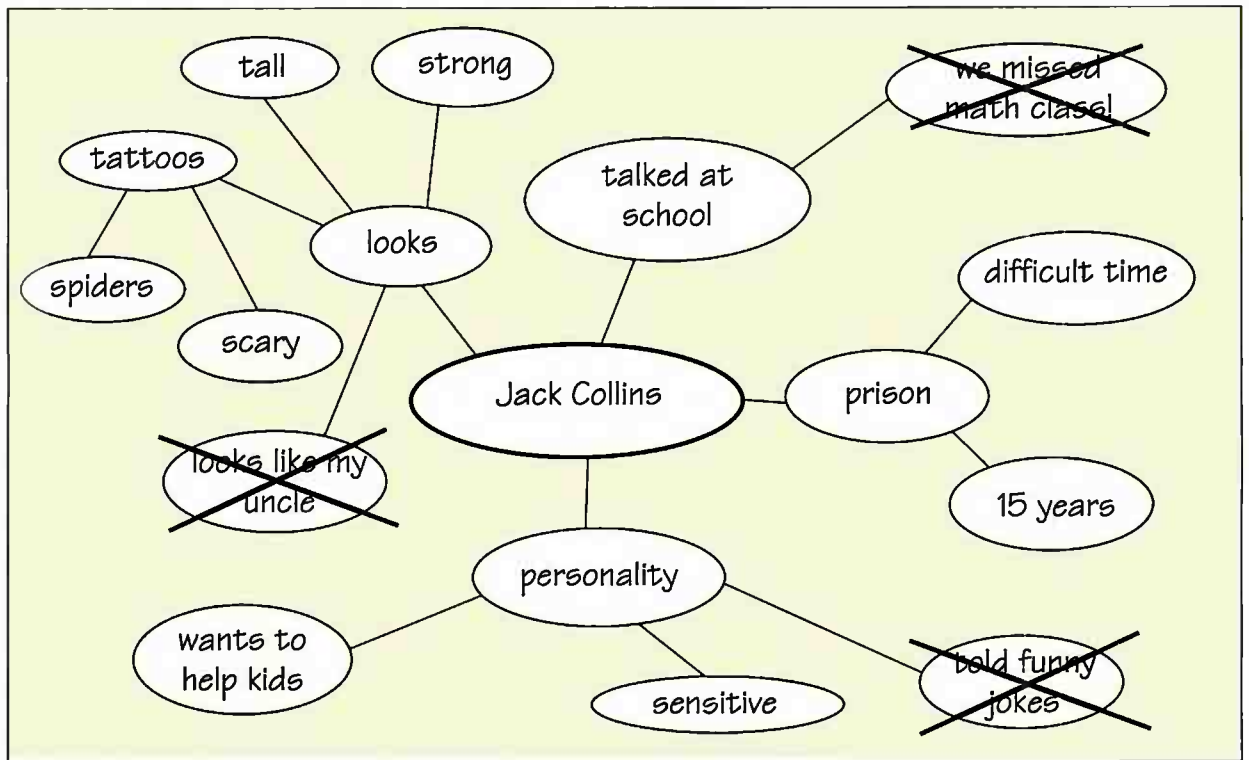 tall
strong
we missed
math class!
tattoos
talked at
school
looks
difficult time
spiders
scary
Jack Collins
prison
looks like my
uncle
15 years
personality
wants to
help kids
told funny
jokes
sensitive